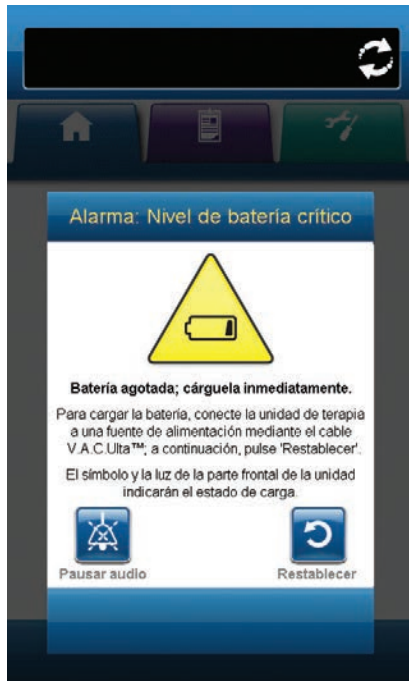 Alarma: Nivel de batería crítico
Batería agotada; cárguela inmediatamente.
Para cargar la batería, conecte la unidad de terapia
a una fuente de alimentación mediante el cable
V.A.C.Ulta™; a continuación, pulse 'Restablecer'.
El símbolo y la luz de la parte frontal de la unidad
indicarán el estado de carga.
Pausar audio
Restablecer